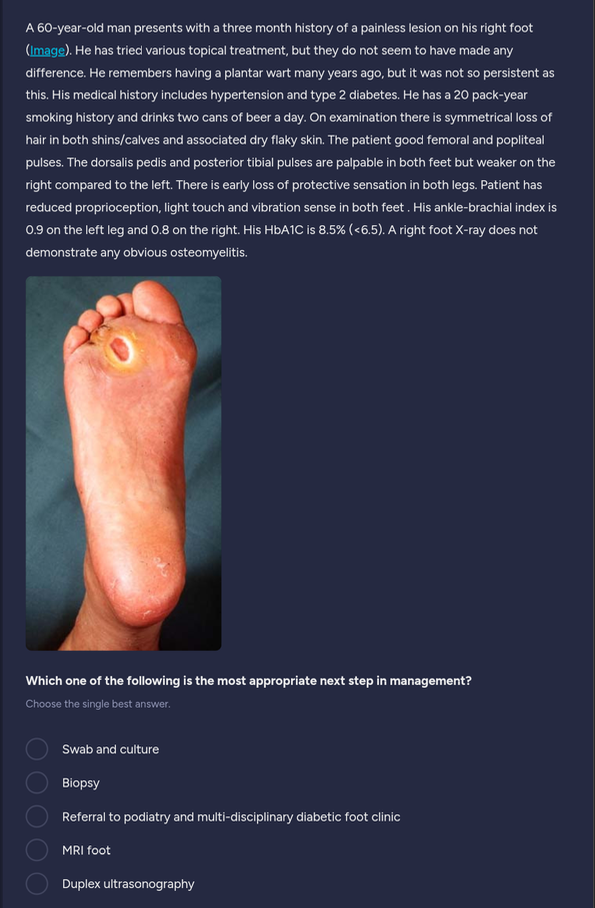 A 60-year-old man presents with a three month history of a painless lesion on his right foot
(Image). He has tried various topical treatment, but they do not seem to have made any
difference. He remembers having a plantar wart many years ago, but it was not so persistent as
this. His medical history includes hypertension and type 2 diabetes. He has a 20 pack-year
smoking history and drinks two cans of beer a day. On examination there is symmetrical loss of
hair in both shins/calves and associated dry flaky skin. The patient good femoral and popliteal
pulses. The dorsalis pedis and posterior tibial pulses are palpable in both feet but weaker on the
right compared to the left. There is early loss of protective sensation in both legs. Patient has
reduced proprioception, light touch and vibration sense in both feet . His ankle-brachial index is
0.9 on the left leg and 0.8 on the right. His HbA1C is 8.5% (<6.5). A right foot X-ray does not
demonstrate any obvious osteomyelitis.
Which one of the following is the most appropriate next step in management?
Choose the single best answer.
Swab and culture
Biopsy
Referral to podiatry and multi-disciplinary diabetic foot clinic
MRI foot
Duplex ultrasonography